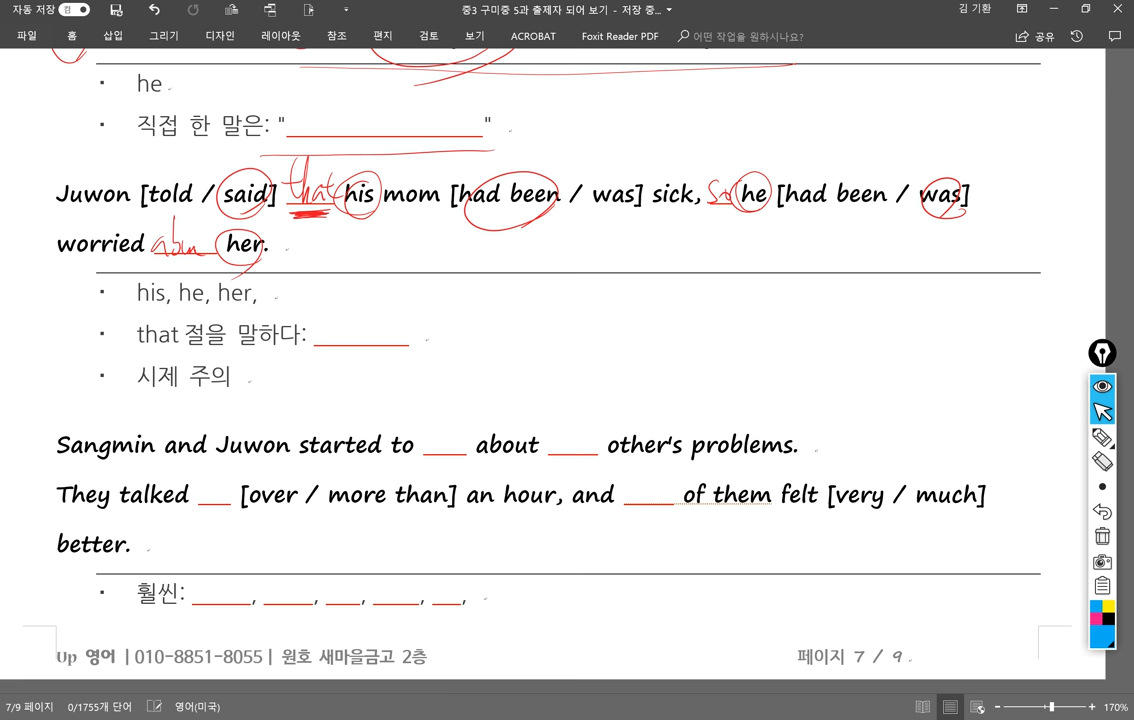 자동 저장 컴 중3 구미중 5과 출제자 되어 보기 - 저장 중... 김 기환
파일 홈 삽입 그리기 디자인 레이아웃 참조 편지 검토 보기 ACROBAT Foxit Reader PDF 어떤 작업을 원하시나요? 공유
· he
· 직접 한 말은: "____________"
Juwon [told / said] that his mom [had been / was] sick, so he [had been / was]
worried abou her.
· his, he, her,
· that 절을 말하다: ______
· 시제 주의
Sangmin and Juwon started to ____ about ____ other's problems.
They talked ___ [over / more than] an hour, and ____ of them felt [very / much]
better.
· 훨씬: ____, ____, ___, ____, ___,
Up 영어 | 010-8851-8055 | 원호 새마을금고 2층 페이지 7 / 9
7/9 페이지 0/1755개 단어 영어(미국) 170%